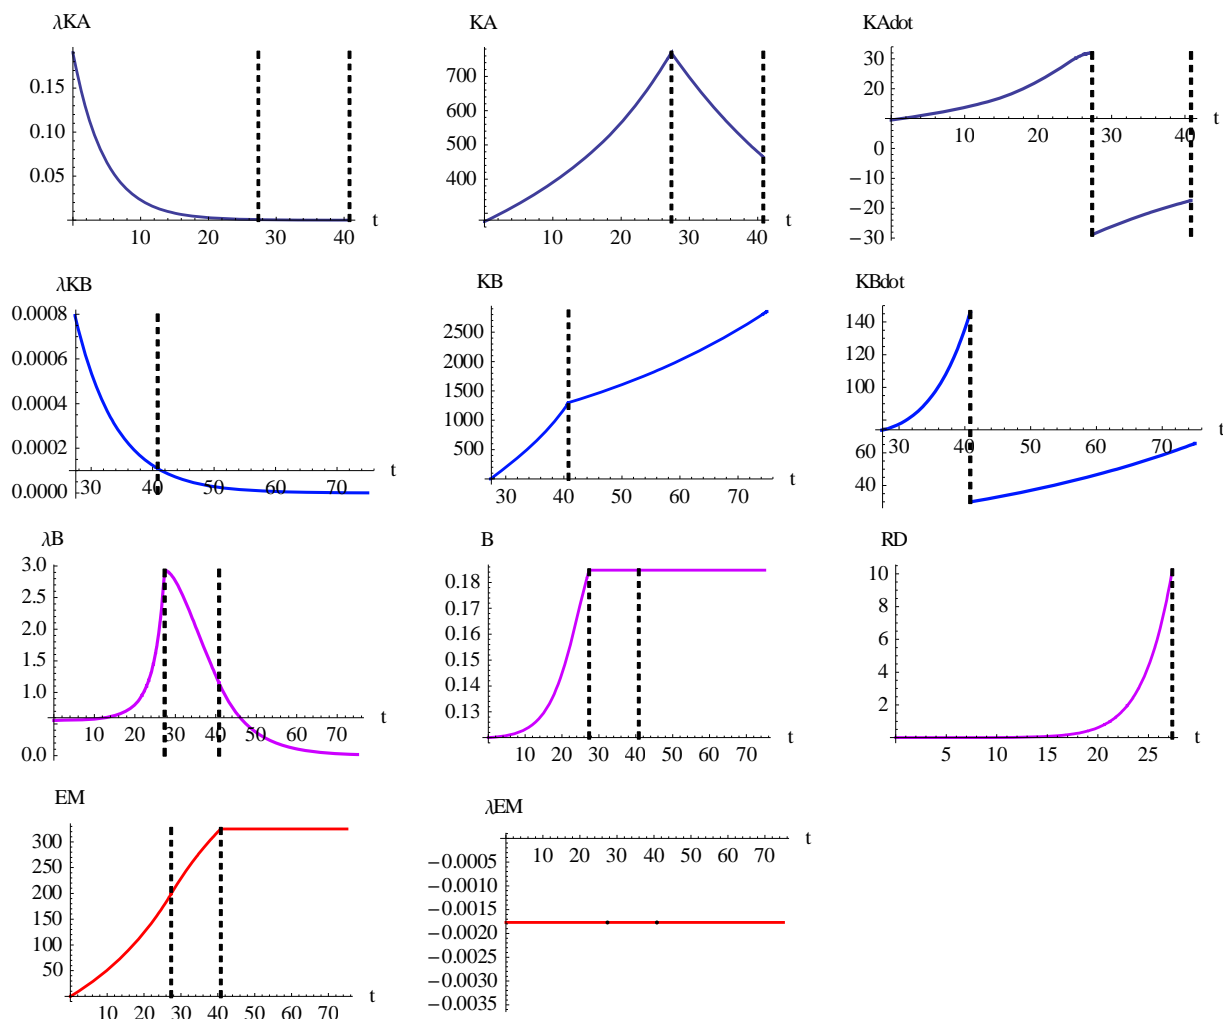 λKA
0.15
0.10
0.05
10 20 30 40 t
KA
700
600
500
400
10 20 30 40 t
KAdot
30
20
0
−10
−20
−30
10 20 30 40 t
λKB
0.0008
0.0006
0.0004
0.0002
0.0000
30 40 50 60 70 t
KB
2500
2000
1500
1000
500
30 40 50 60 70 t
KBdot
140
120
100
60
40
30 40 50 60 70 t
λB
3.0
2.5
2.0
1.5
1.0
0.0
10 20 30 40 50 60 70 t
B
0.18
0.17
0.16
0.15
0.14
0.13
10 20 30 40 50 60 70 t
RD
10
8
6
4
2
5 10 15 20 25 t
EM
300
250
200
150
100
50
10 20 30 40 50 60 70 t
λEM
−0.0005
−0.0010
−0.0015
−0.0020
−0.0025
−0.0030
−0.0035
10 20 30 40 50 60 70 t